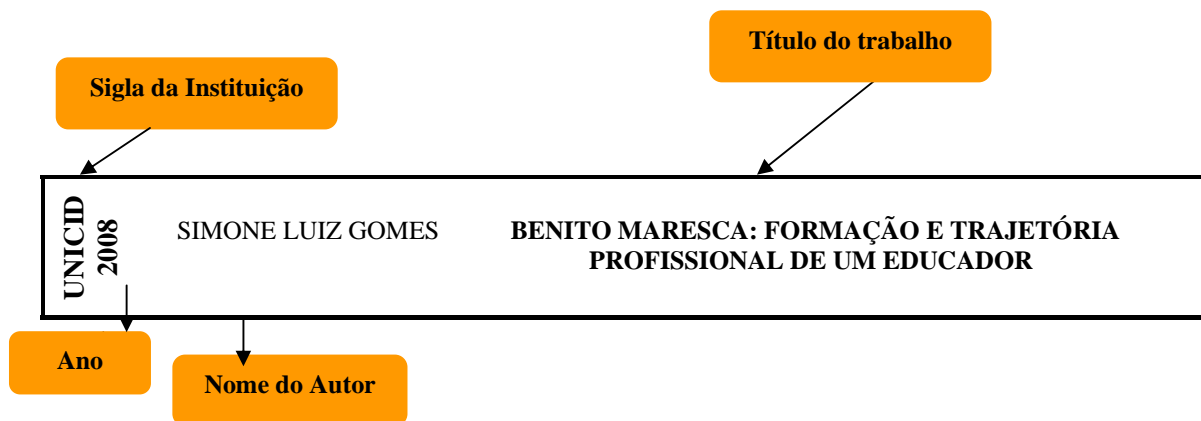 Título do trabalho
Sigla da Instituição
UNICID
2008
SIMONE LUIZ GOMES
BENITO MARESCA: FORMAÇÃO E TRAJETÓRIA
PROFISSIONAL DE UM EDUCADOR
Ano
Nome do Autor